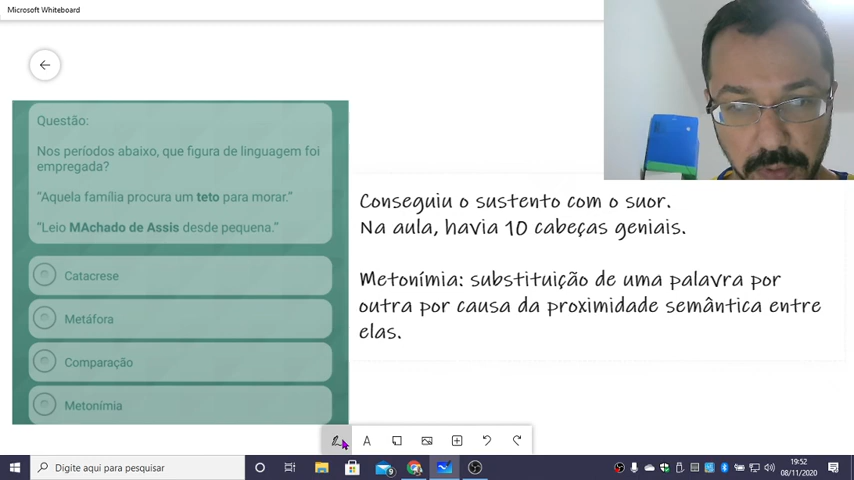 Microsoft Whiteboard
Questão:
Nos períodos abaixo, que figura de linguagem foi
empregada?
“Aquela família procura um teto para morar.”
“Leio MAchado de Assis desde pequena.”
Catacrese
Metáfora
Comparação
Metonímia
Conseguiu o sustento com o suor.
Na aula, havia 10 cabeças geniais.
Metonímia: substituição de uma palavra por
outra por causa da proximidade semântica entre
elas.
A
Digite aqui para pesquisar
9
19:52
08/11/2020